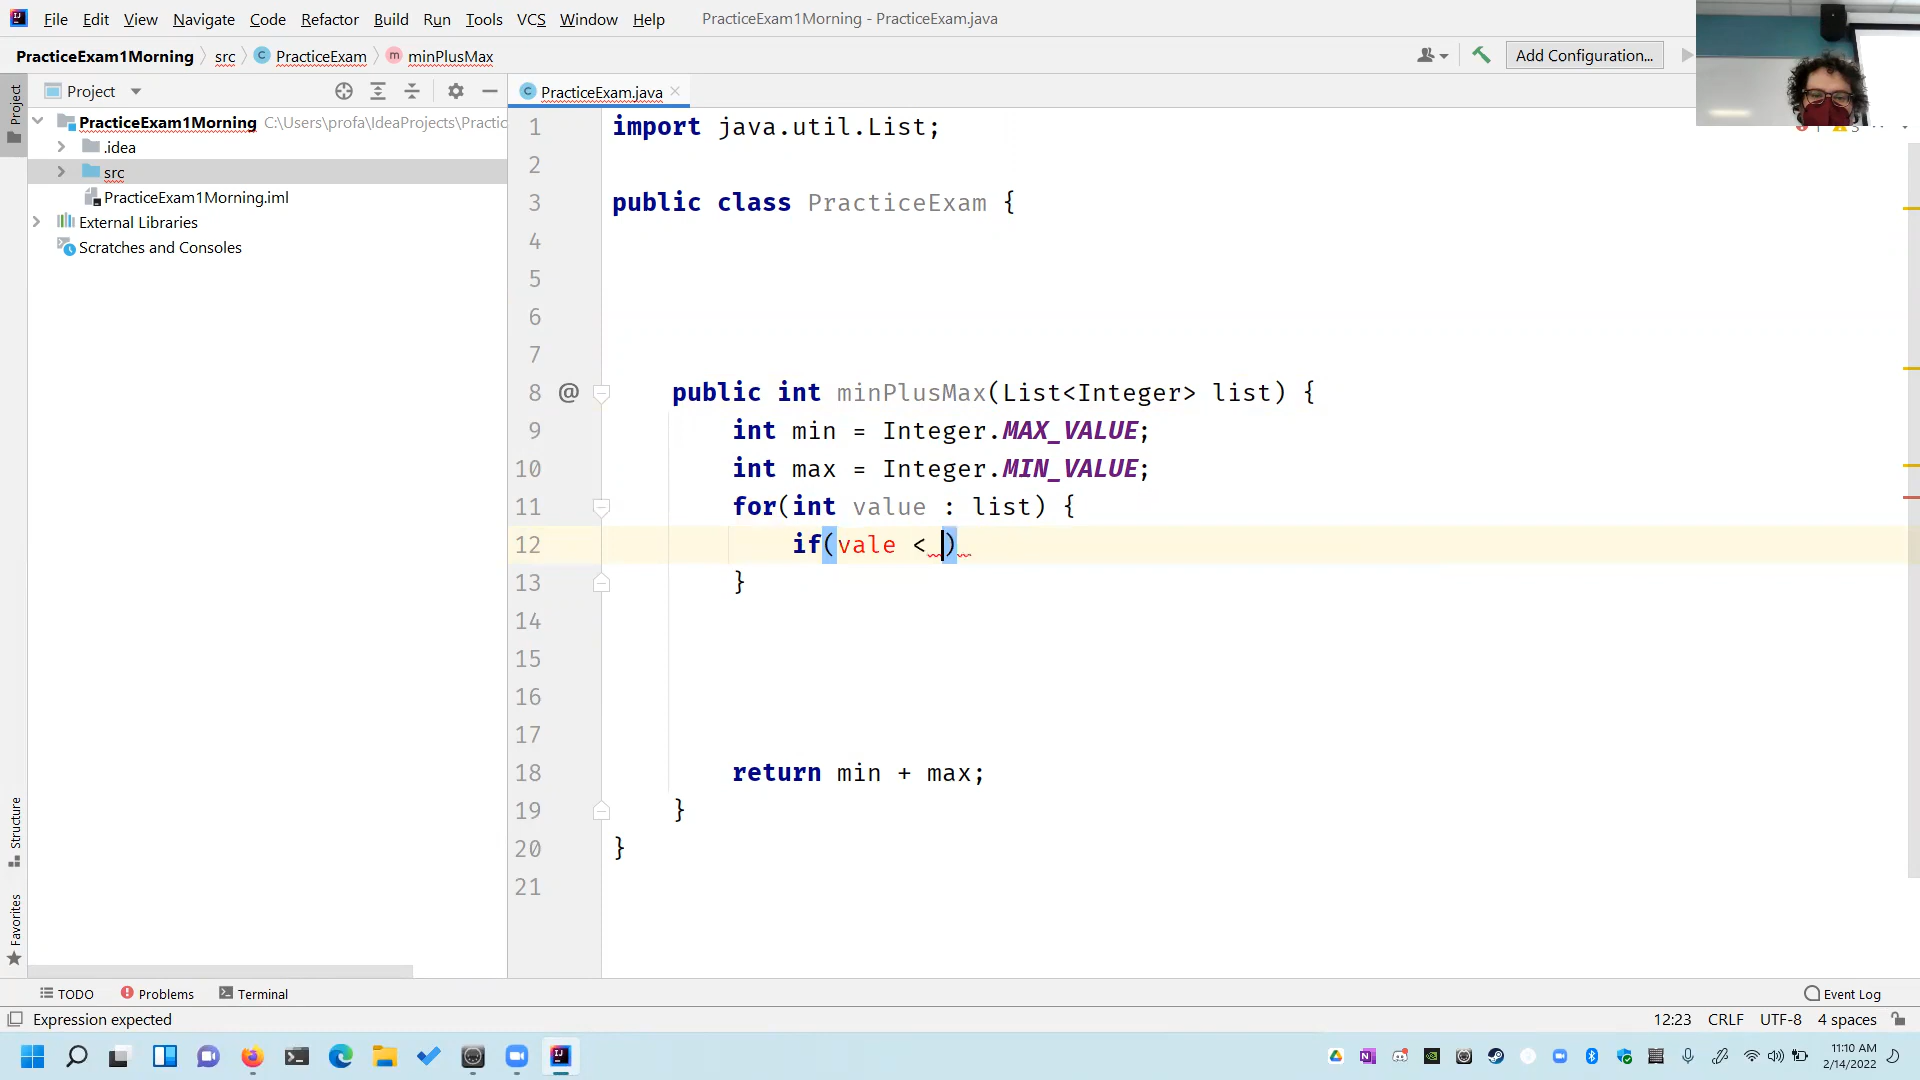 File Edit View Navigate Code Refactor Build Run Tools VCS Window Help PracticeExam1Morning - PracticeExam.java
PracticeExam1Morning src PracticeExam minPlusMax Add Configuration...
Project
Project
PracticeExam.java
PracticeExam1Morning C:\Users\profa\IdeaProjects\Practic
.idea
src
PracticeExam1Morning.iml
External Libraries
Scratches and Consoles
1 import java.util.List;
2
3 public class PracticeExam {
4
5
6
7
8 @ public int minPlusMax(List<Integer> list) {
9 int min = Integer.MAX_VALUE;
10 int max = Integer.MIN_VALUE;
11 for(int value : list) {
12 if(vale < )
13 }
14
15
16
17
18 return min + max;
19 }
20 }
21
Structure
Favorites
TODO Problems Terminal Event Log
Expression expected 12:23 CRLF UTF-8 4 spaces
11:10 AM
2/14/2022